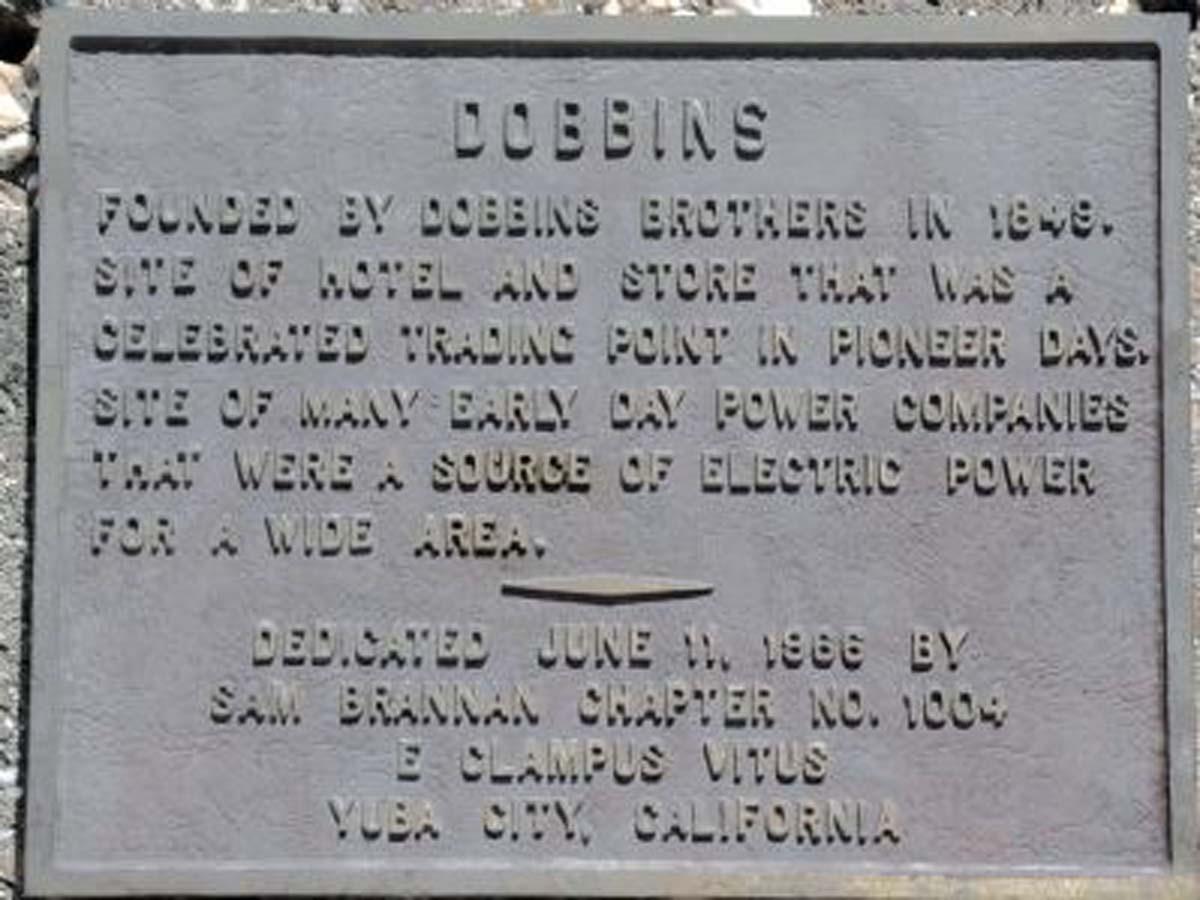 DOBBINS
FOUNDED BY DOBBINS BROTHERS IN 1849.
SITE OF HOTEL AND STORE THAT WAS A
CELEBRATED TRADING POINT IN PIONEER DAYS.
SITE OF MANY EARLY DAY POWER COMPANIES
THAT WERE A SOURCE OF ELECTRIC POWER
FOR A WIDE AREA.
DEDICATED JUNE 11, 1966 BY
SAM BRANNAN CHAPTER NO. 1004
E CLAMPUS VITUS
YUBA CITY, CALIFORNIA